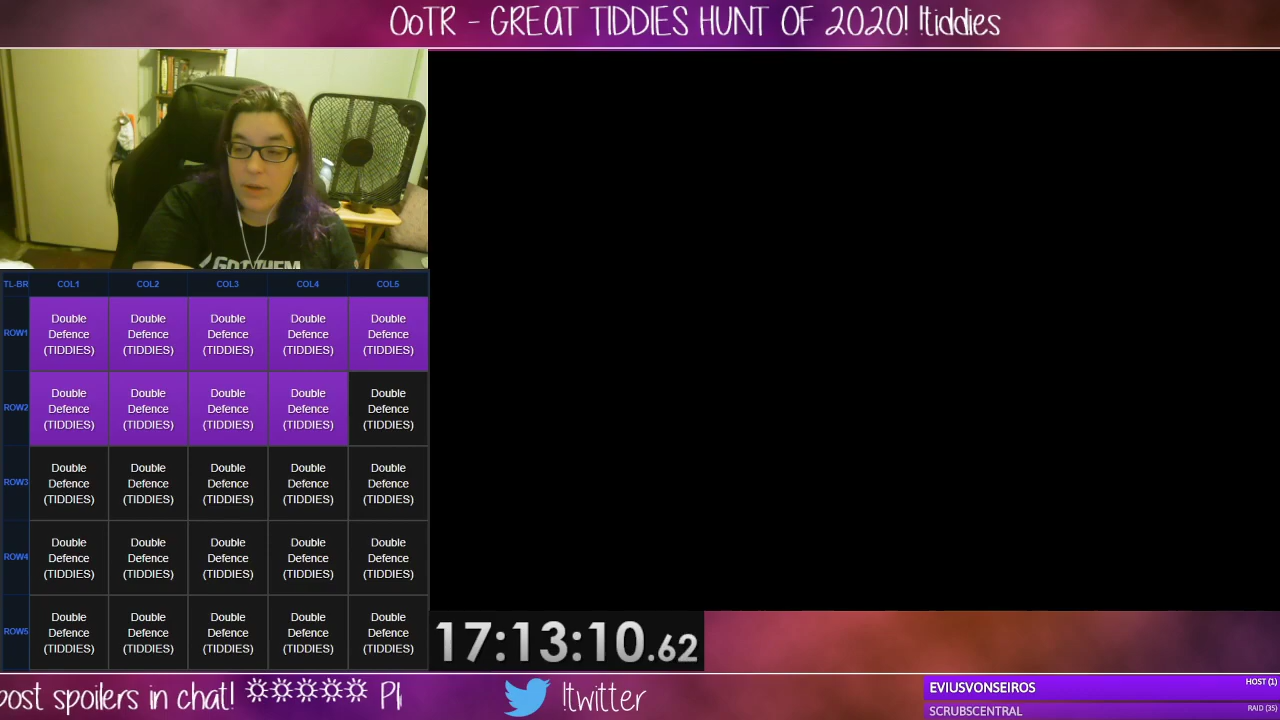 OoTR - GREAT TIDDIES HUNT OF 2020! !tiddies
GOT THEM
TL-BR COL1 COL2 COL3 COL4 COL5
ROW1
Double Double Double Double Double
Defence Defence Defence Defence Defence
(TIDDIES) (TIDDIES) (TIDDIES) (TIDDIES) (TIDDIES)
ROW2
Double Double Double Double Double
Defence Defence Defence Defence Defence
(TIDDIES) (TIDDIES) (TIDDIES) (TIDDIES) (TIDDIES)
ROW3
Double Double Double Double Double
Defence Defence Defence Defence Defence
(TIDDIES) (TIDDIES) (TIDDIES) (TIDDIES) (TIDDIES)
ROW4
Double Double Double Double Double
Defence Defence Defence Defence Defence
(TIDDIES) (TIDDIES) (TIDDIES) (TIDDIES) (TIDDIES)
ROW5
Double Double Double Double Double
Defence Defence Defence Defence Defence
(TIDDIES) (TIDDIES) (TIDDIES) (TIDDIES) (TIDDIES)
17:13:10.62
post spoilers in chat! Pl
!twitter
EVIUSVONSEIROS HOST (1)
SCRUBSCENTRAL RAID (35)